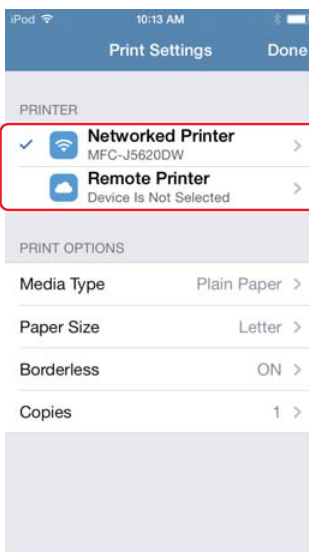 iPod 10:13 AM
Print Settings Done
PRINTER
Networked Printer
MFC-J5620DW
Remote Printer
Device Is Not Selected
PRINT OPTIONS
Media Type Plain Paper
Paper Size Letter
Borderless ON
Copies 1